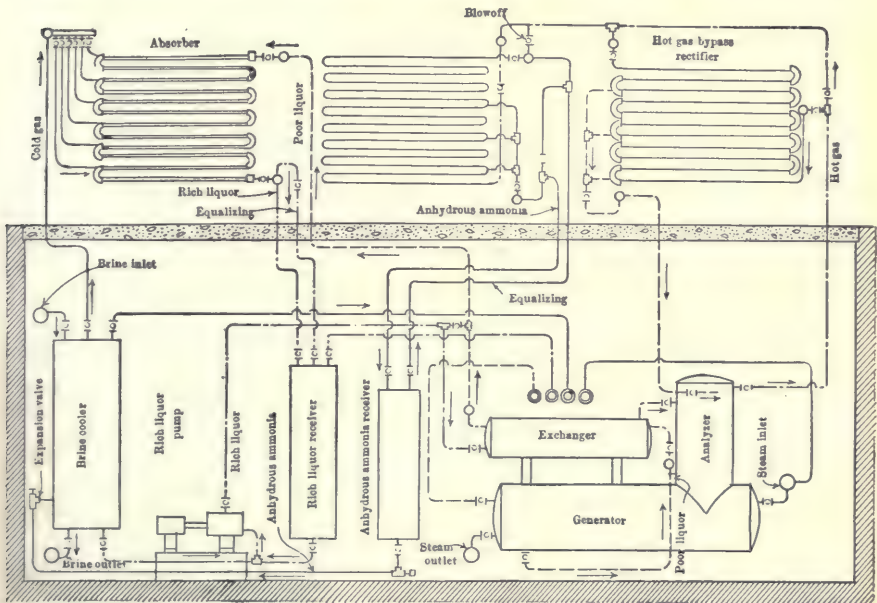 Blowoff
Absorber
Hot gas bypass
rectifier
Cold gas
Poor liquor
Hot gas
Rich liquor
Equalizing
Anhydrous ammonia
Brine inlet
Equalizing
Expansion valve
Brine cooler
Rich liquor
pump
Rich liquor
Anhydrous ammonia
Rich liquor receiver
Anhydrous ammonia receiver
Exchanger
Analyzer
Steam inlet
Generator
Poor liquor
Steam
outlet
Brine outlet